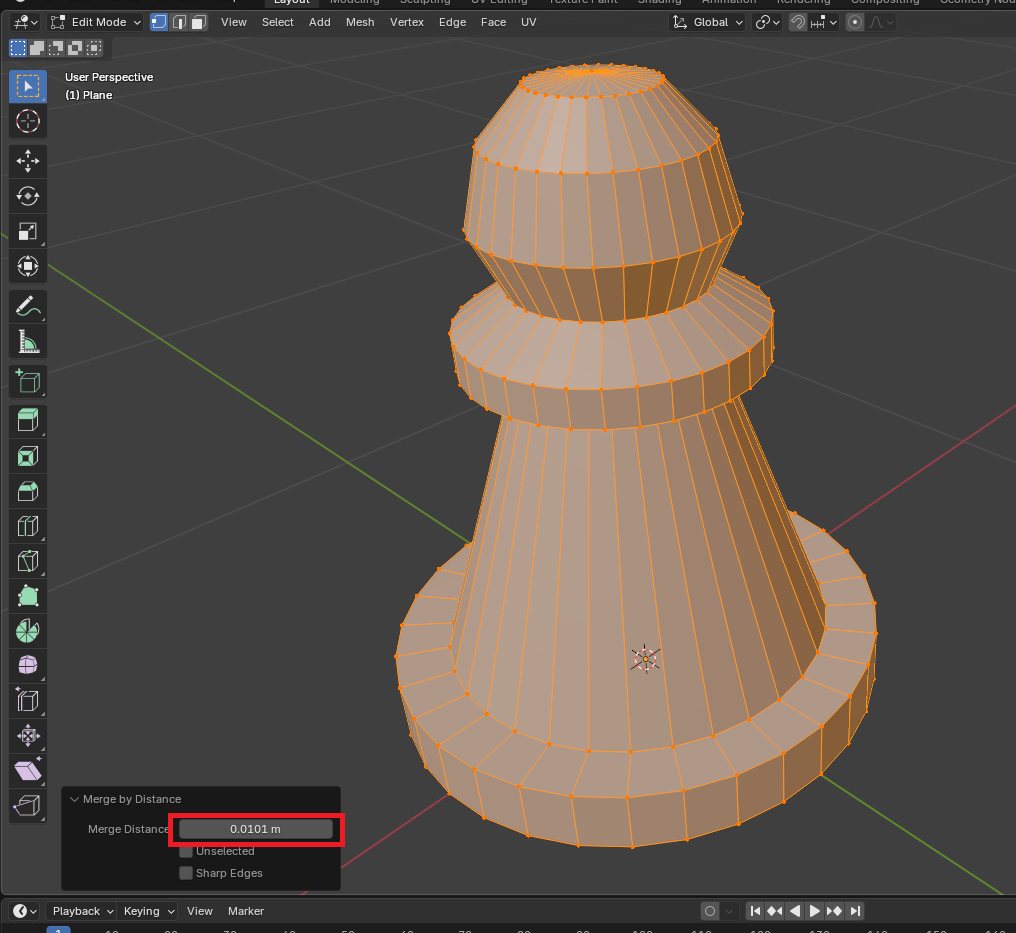 Layout Modeling Sculpting UV Editing Texture Paint Shading Animation Rendering Compositing
Edit Mode View Select Add Mesh Vertex Edge Face UV Global
User Perspective
(1) Plane
Merge by Distance
Merge Distance 0.0101 m
Unselected
Sharp Edges
Playback Keying View Marker
1